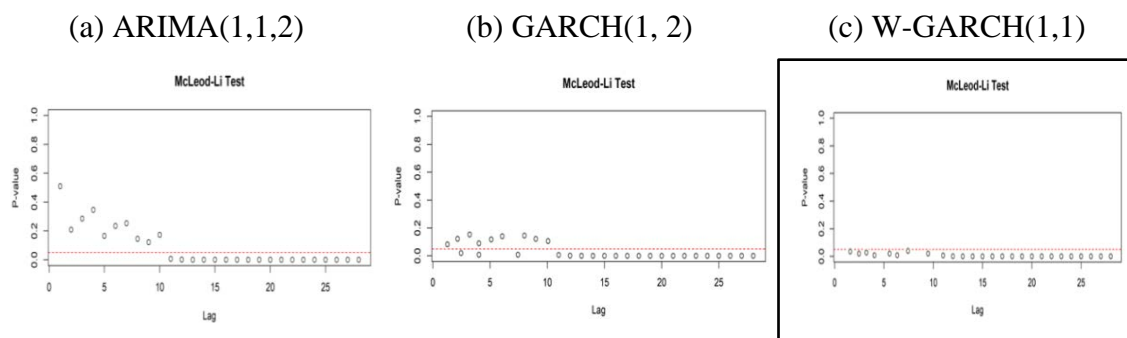 (a) ARIMA(1,1,2)
(b) GARCH(1, 2)
(c) W-GARCH(1,1)
McLeod-Li Test
P-value
1.0
0.8
0.6
0.4
0.2
0.0
0 5 10 15 20 25
Lag
McLeod-Li Test
P-value
1.0
0.8
0.6
0.4
0.2
0.0
0 5 10 15 20 25
Lag
McLeod-Li Test
P-value
1.0
0.8
0.6
0.4
0.2
0.0
0 5 10 15 20 25
Lag